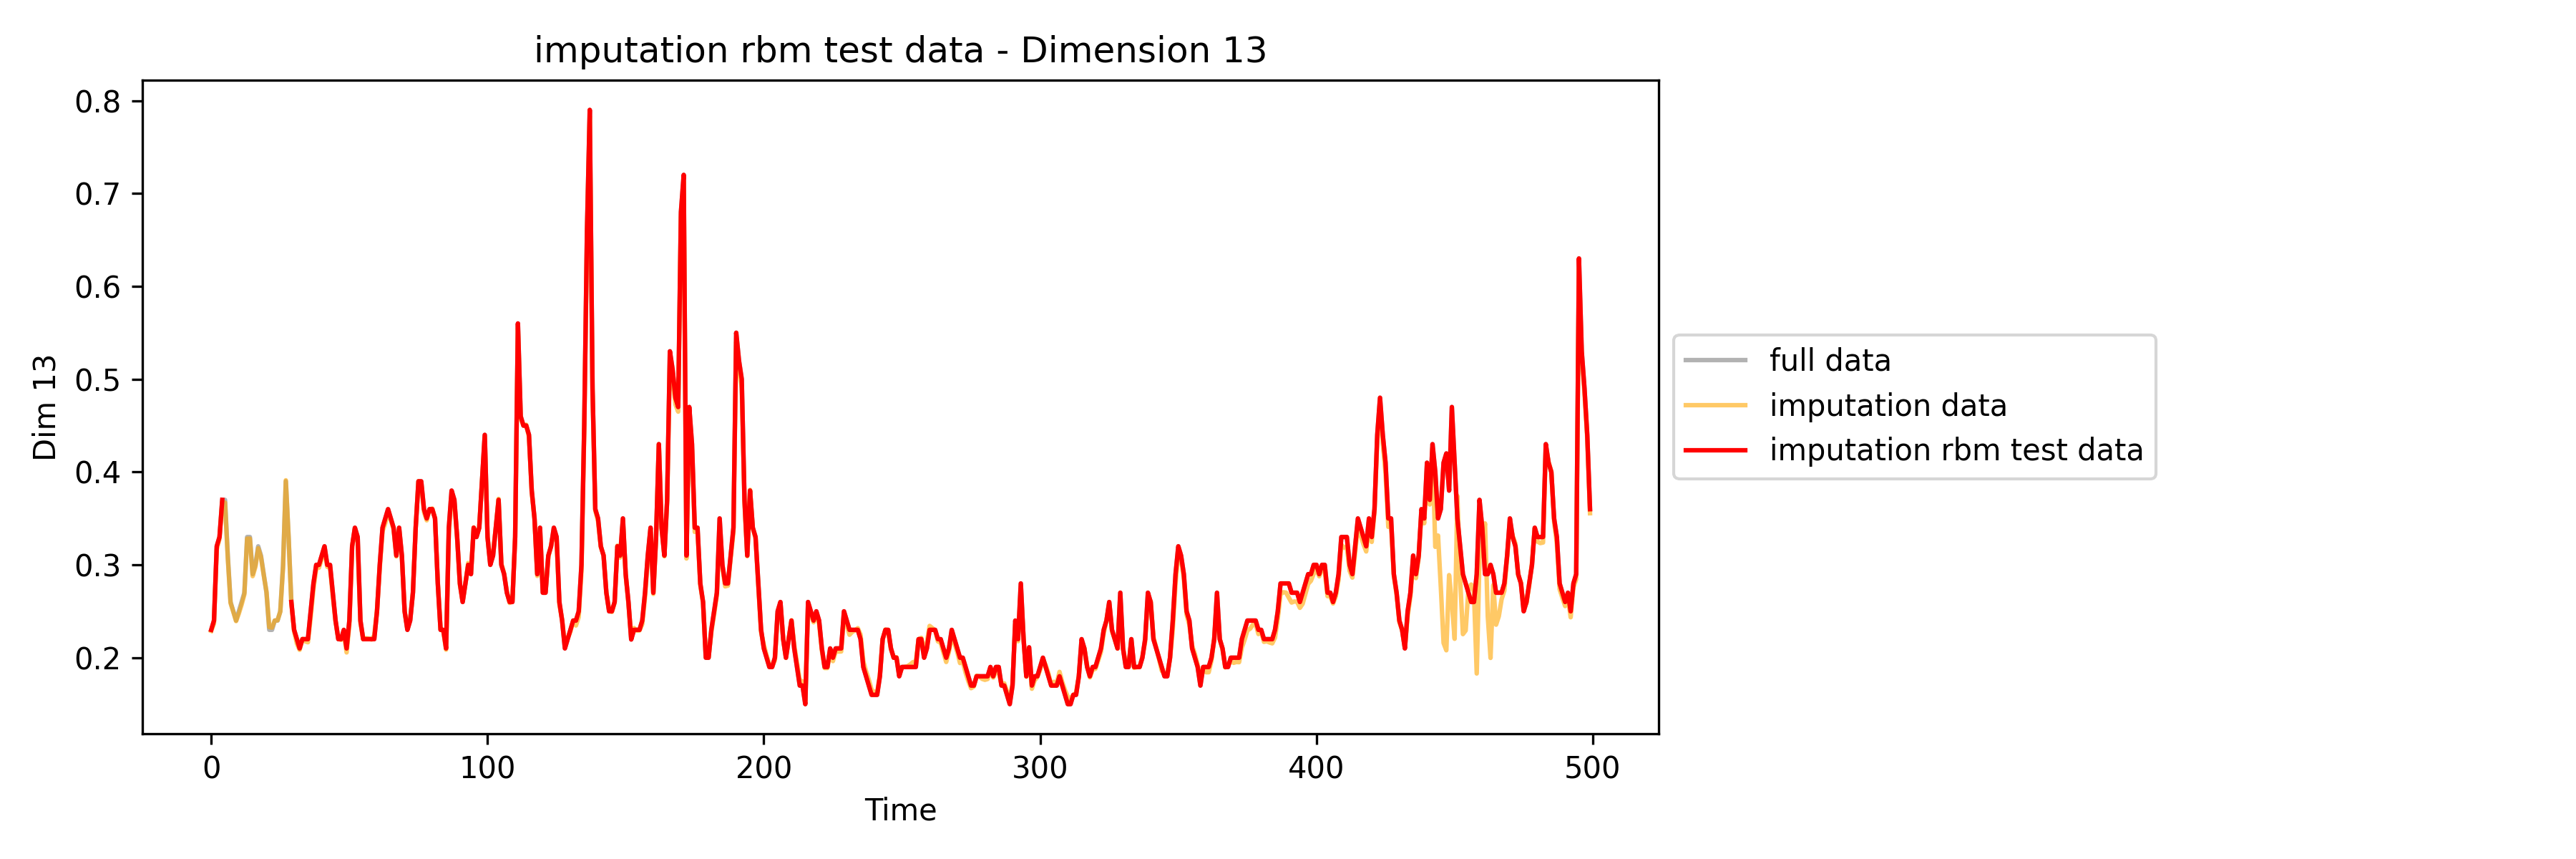 imputation rbm test data - Dimension 13
0.8
0.7
0.6
0.5
0.4
0.3
0.2
Dim 13
0 100 200 300 400 500
Time
full data
imputation data
imputation rbm test data